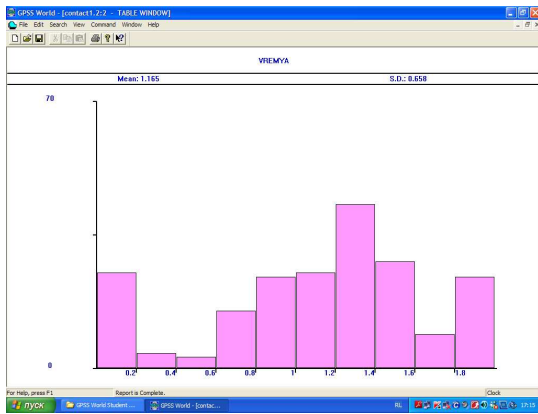 GPSS World - [contact1.2:2 - TABLE WINDOW]
File Edit Search View Command Window Help
VREMYA
Mean: 1.165 S.D.: 0.658
70
0
0.2 0.4 0.6 0.8 1 1.2 1.4 1.6 1.8
For Help, press F1 Report is Complete. Clock
пуск GPSS World Student ... GPSS World - [contac... RL 17:15